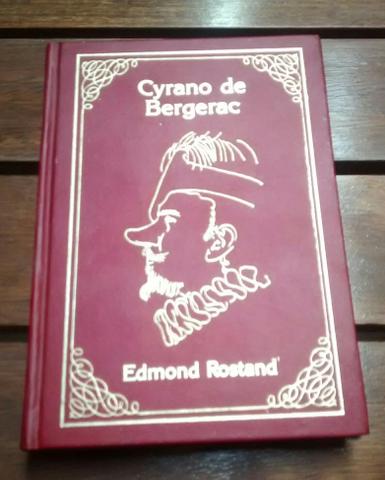 Cyrano de
Bergerac
Edmond Rostand